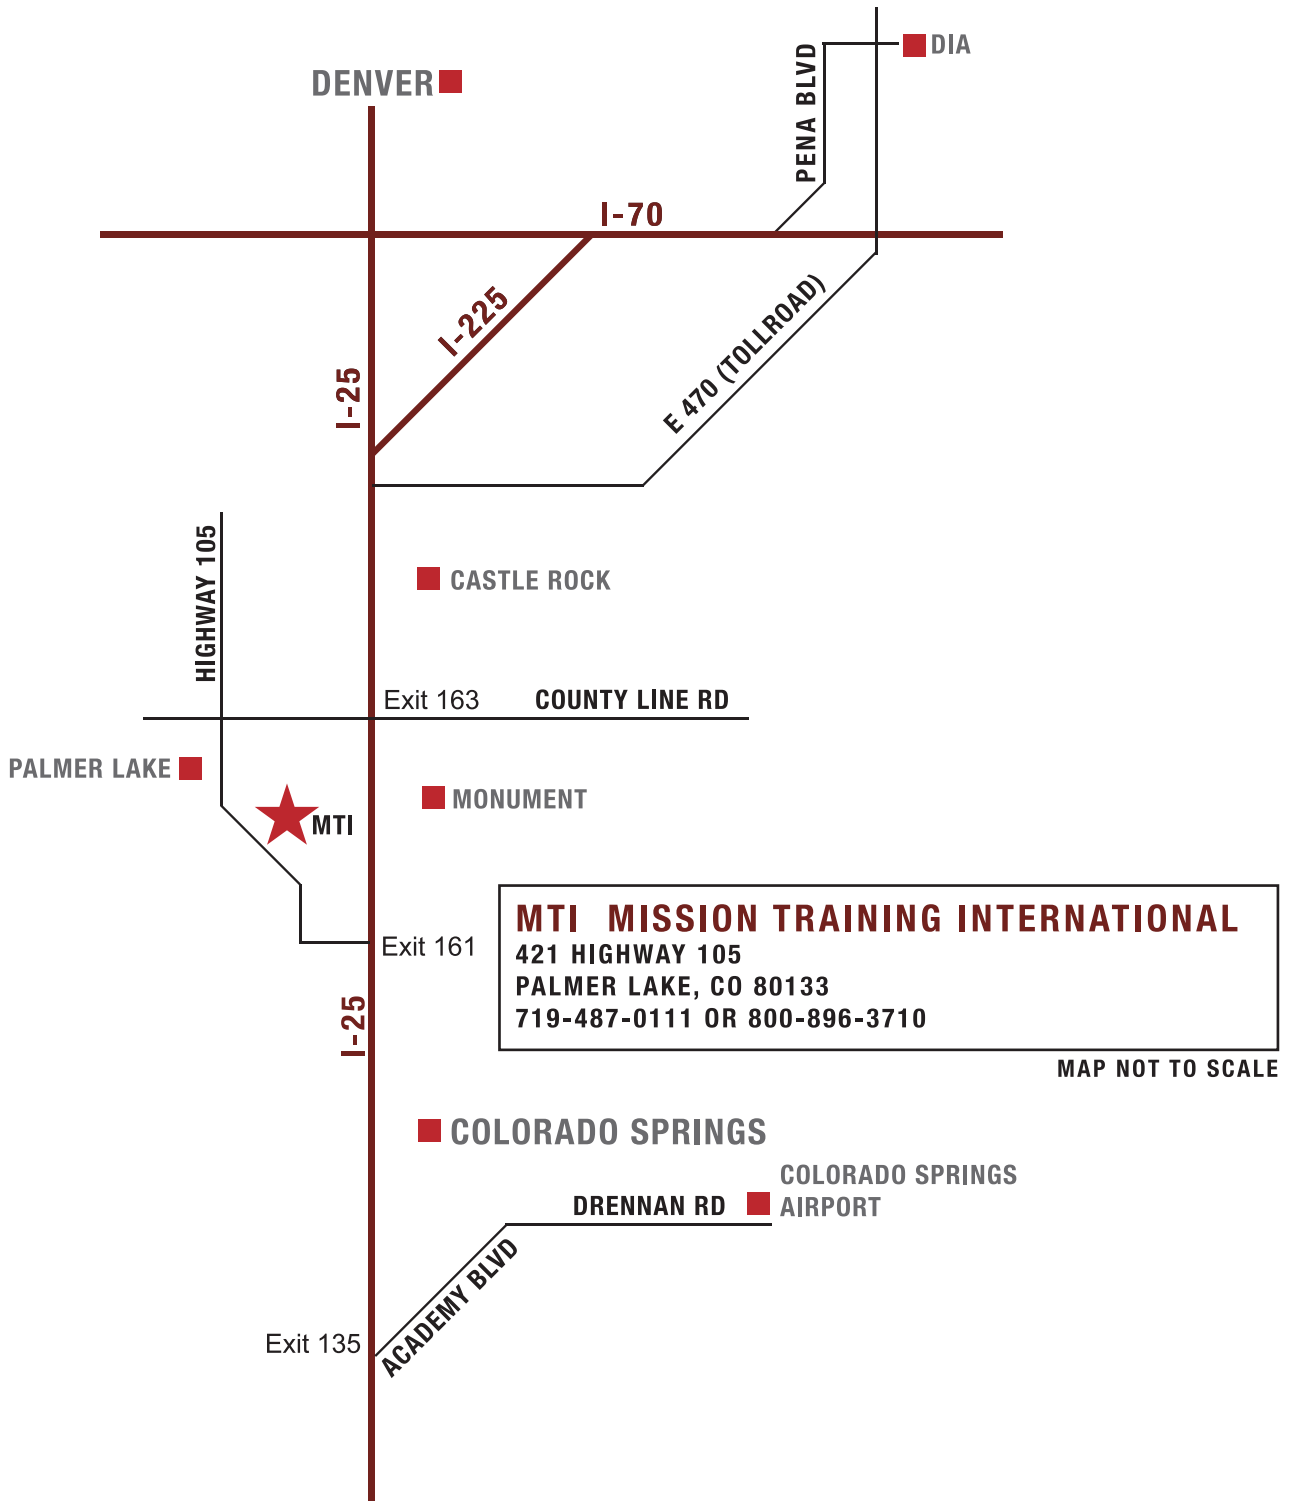 DIA
DENVER
PENA BLVD
I-70
I-225
E 470 (TOLLROAD)
I-25
HIGHWAY 105
CASTLE ROCK
Exit 163
COUNTY LINE RD
PALMER LAKE
MONUMENT
MTI
MTI MISSION TRAINING INTERNATIONAL
421 HIGHWAY 105
PALMER LAKE, CO 80133
719-487-0111 OR 800-896-3710
Exit 161
I-25
MAP NOT TO SCALE
COLORADO SPRINGS
COLORADO SPRINGS
AIRPORT
DRENNAN RD
ACADEMY BLVD
Exit 135